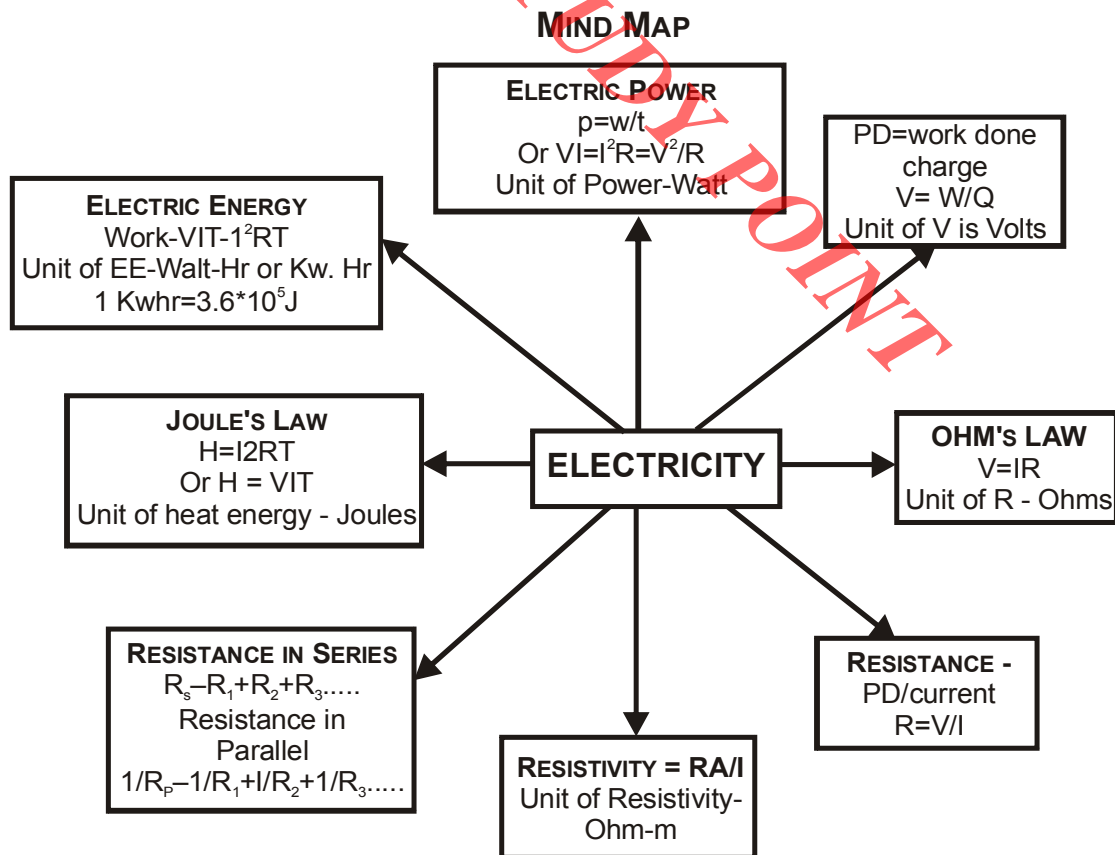 MIND MAP
ELECTRIC POWER
p=w/t
Or VI=I²R=V²/R
Unit of Power-Watt
PD=work done
charge
V= W/Q
Unit of V is Volts
ELECTRIC ENERGY
Work-VIT-1²RT
Unit of EE-Walt-Hr or Kw. Hr
1 Kwhr=3.6*10⁵J
JOULE'S LAW
H=I2RT
Or H = VIT
Unit of heat energy - Joules
ELECTRICITY
OHM'S LAW
V=IR
Unit of R - Ohms
RESISTANCE IN SERIES
Rₛ–R₁+R₂+R₃.....
Resistance in
Parallel
1/Rₚ–1/R₁+I/R₂+1/R₃.....
RESISTIVITY = RA/l
Unit of Resistivity-
Ohm-m
RESISTANCE -
PD/current
R=V/I
UDY POINT